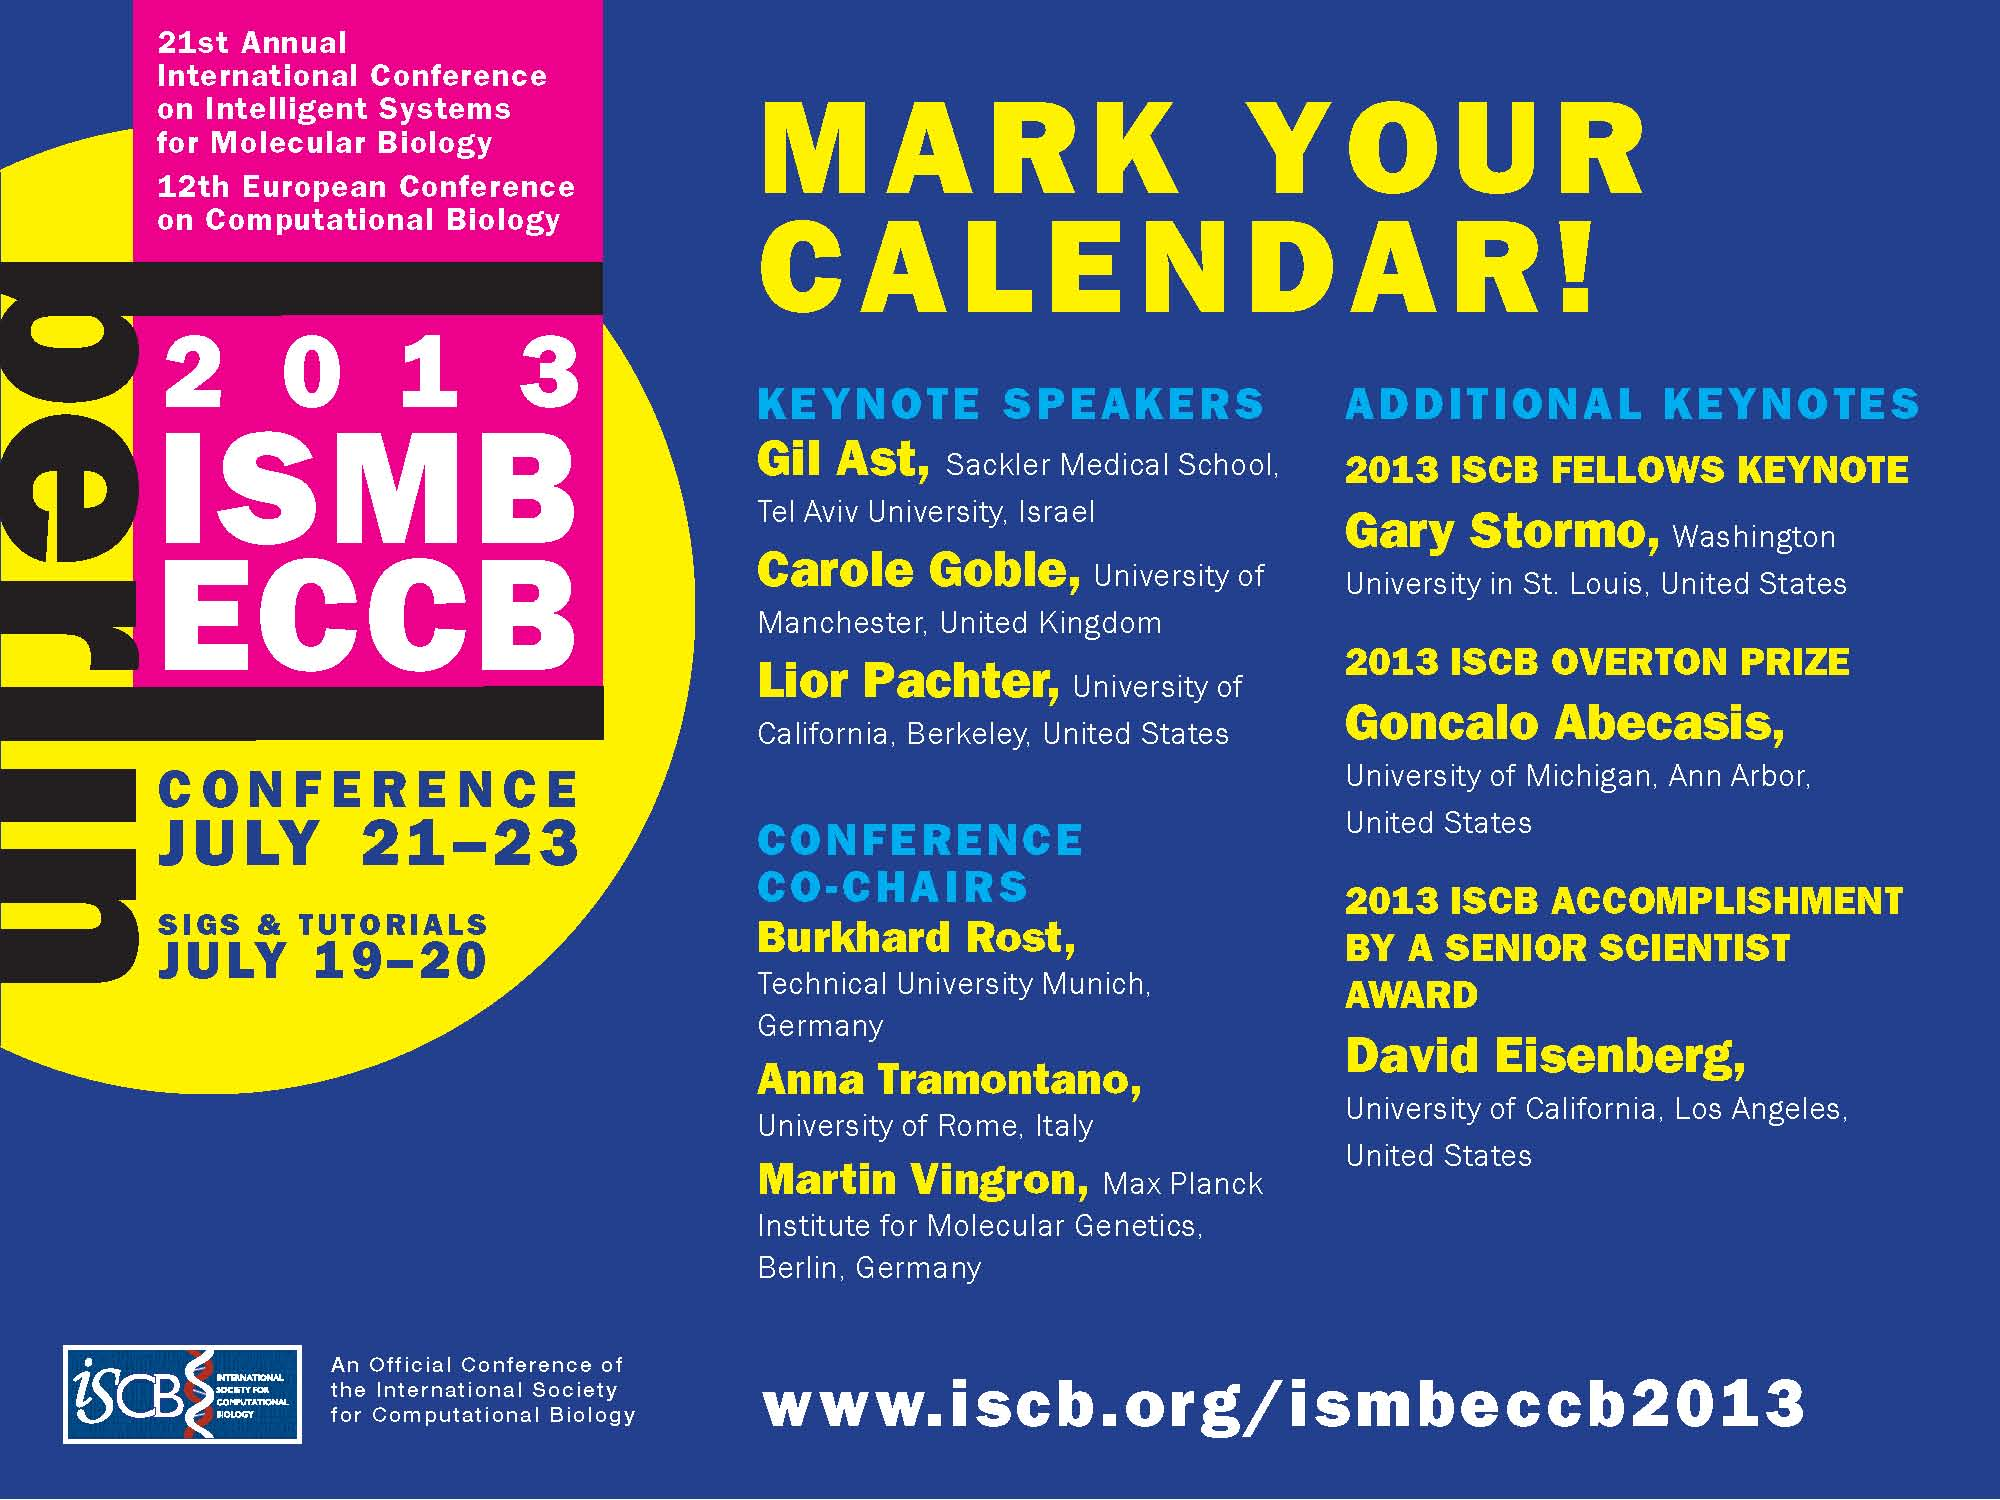 21st Annual
International Conference
on Intelligent Systems
for Molecular Biology
12th European Conference
on Computational Biology
berlin
2013
ISMB
ECCB
CONFERENCE
JULY 21–23
SIGS & TUTORIALS
JULY 19–20
MARK YOUR
CALENDAR!
KEYNOTE SPEAKERS
Gil Ast, Sackler Medical School,
Tel Aviv University, Israel
Carole Goble, University of
Manchester, United Kingdom
Lior Pachter, University of
California, Berkeley, United States
CONFERENCE
CO-CHAIRS
Burkhard Rost,
Technical University Munich,
Germany
Anna Tramontano,
University of Rome, Italy
Martin Vingron, Max Planck
Institute for Molecular Genetics,
Berlin, Germany
ADDITIONAL KEYNOTES
2013 ISCB FELLOWS KEYNOTE
Gary Stormo, Washington
University in St. Louis, United States
2013 ISCB OVERTON PRIZE
Goncalo Abecasis,
University of Michigan, Ann Arbor,
United States
2013 ISCB ACCOMPLISHMENT
BY A SENIOR SCIENTIST
AWARD
David Eisenberg,
University of California, Los Angeles,
United States
iSCB
INTERNATIONAL
SOCIETY FOR
COMPUTATIONAL
BIOLOGY
An Official Conference of
the International Society
for Computational Biology
www.iscb.org/ismbeccb2013